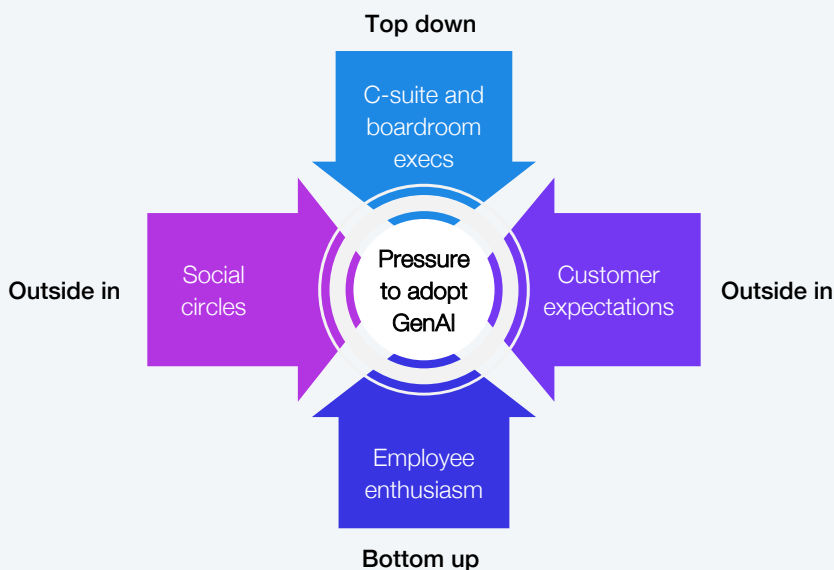 Top down
C-suite and
boardroom
execs
Outside in
Social
circles
Pressure
to adopt
GenAI
Customer
expectations
Outside in
Employee
enthusiasm
Bottom up